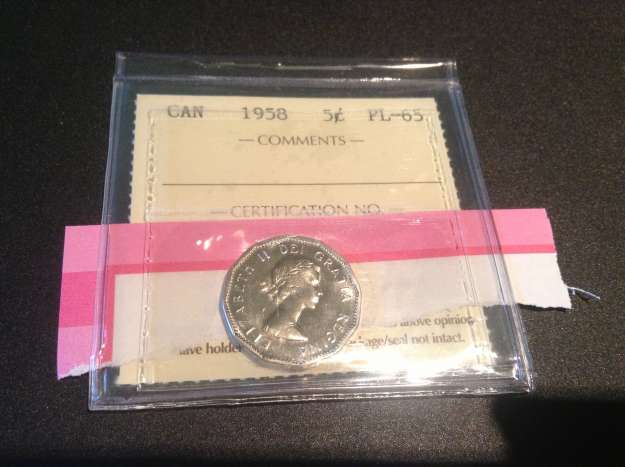 CAN 1958 5¢ PL-65
— COMMENTS —
— CERTIFICATION NO. —
ELIZABETH II DEI GRATIA REGINA
above opinion
ave holder age/seal not intact.